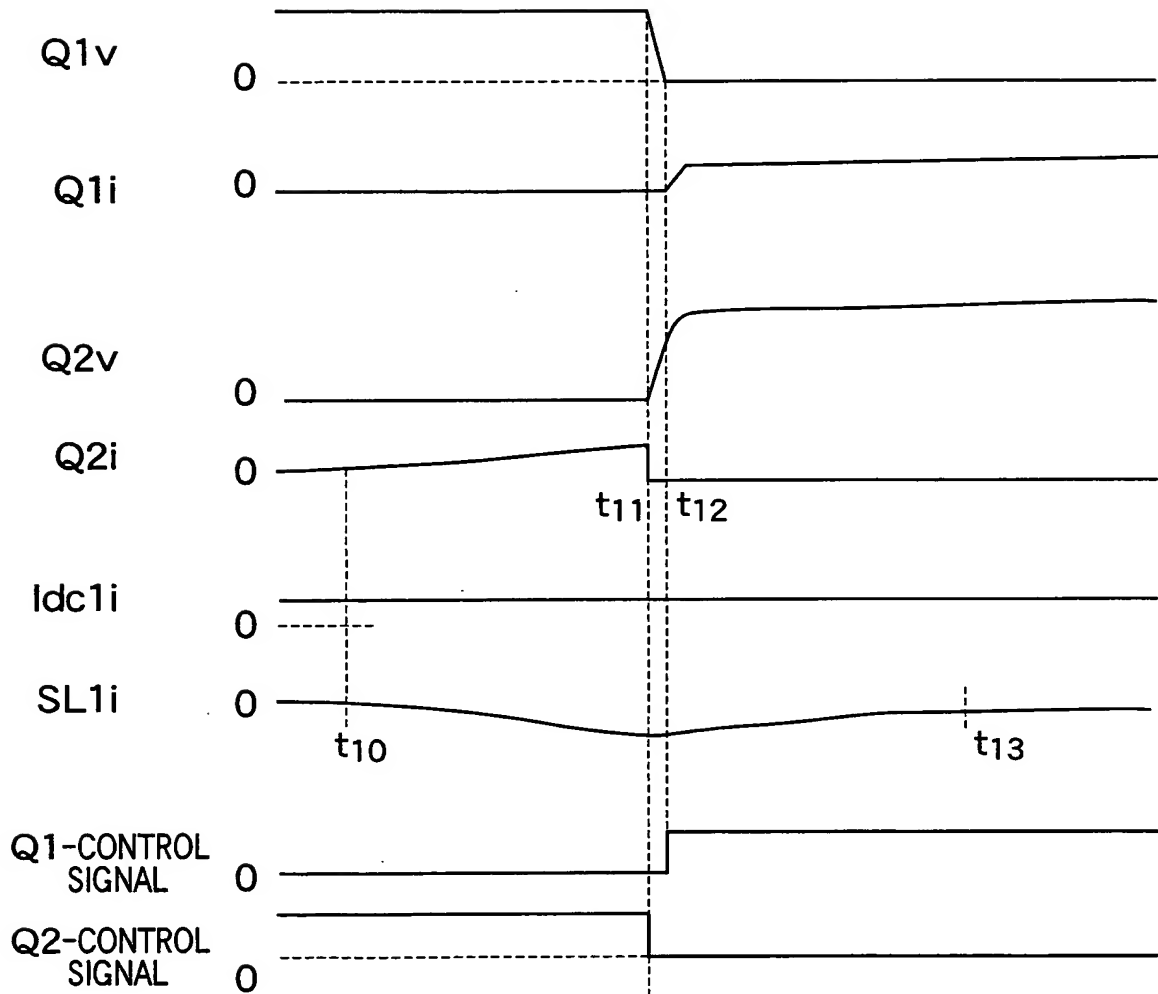 Q1v
0
Q1i
0
Q2v
0
Q2i
0
t11
t12
Idc1i
0
SL1i
0
t10
t13
Q1-CONTROL
SIGNAL
0
Q2-CONTROL
SIGNAL
0